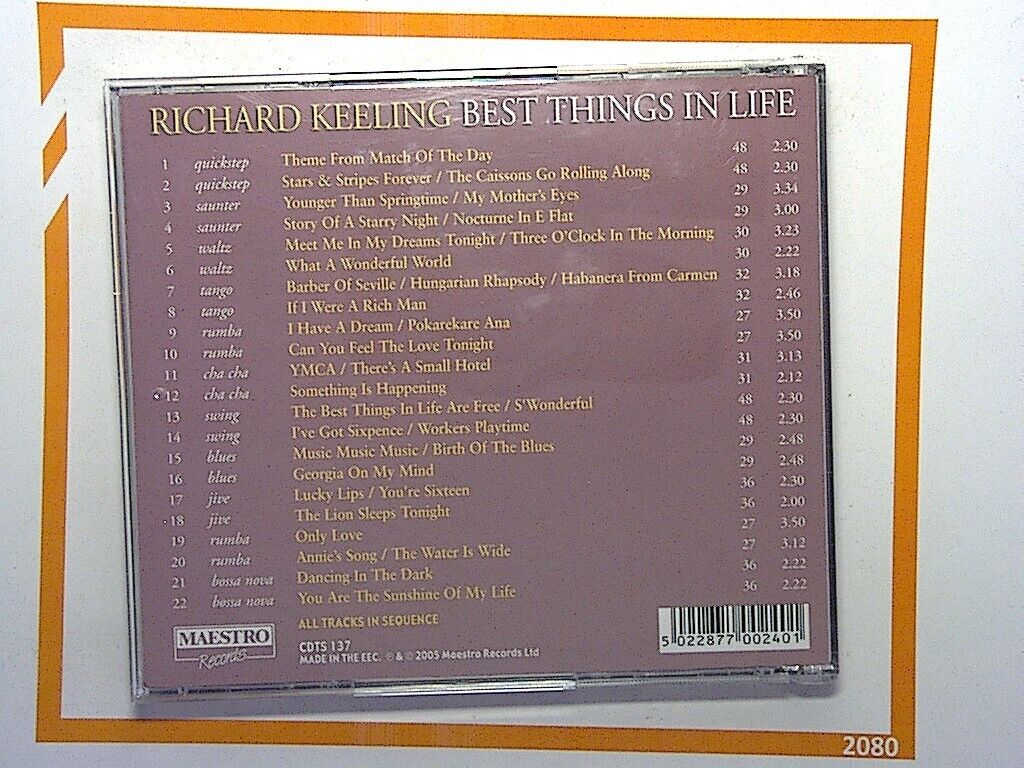 RICHARD KEELING BEST THINGS IN LIFE
1 quickstep Theme From Match Of The Day 48 2.30
2 quickstep Stars & Stripes Forever / The Caissons Go Rolling Along 48 2.30
3 saunter Younger Than Springtime / My Mother's Eyes 29 3.34
4 saunter Story Of A Starry Night / Nocturne In E Flat 29 3.00
5 waltz Meet Me In My Dreams Tonight / Three O'Clock In The Morning 30 3.23
6 waltz What A Wonderful World 30 2.22
7 tango Barber Of Seville / Hungarian Rhapsody / Habanera From Carmen 32 3.18
8 tango If I Were A Rich Man 32 2.46
9 rumba I Have A Dream / Pokarekare Ana 27 3.50
10 rumba Can You Feel The Love Tonight 27 3.50
11 cha cha YMCA / There's A Small Hotel 31 3.13
12 cha cha Something Is Happening 31 2.12
13 swing The Best Things In Life Are Free / S'Wonderful 48 2.30
14 swing I've Got Sixpence / Workers Playtime 48 2.30
15 blues Music Music Music / Birth Of The Blues 29 2.48
16 blues Georgia On My Mind 29 2.48
17 jive Lucky Lips / You're Sixteen 36 2.30
18 jive The Lion Sleeps Tonight 36 2.00
19 rumba Only Love 27 3.50
20 rumba Annie's Song / The Water Is Wide 27 3.12
21 bossa nova Dancing In The Dark 36 2.22
22 bossa nova You Are The Sunshine Of My Life 36 2.22
ALL TRACKS IN SEQUENCE
MAESTRO
Records
CDTS 137
MADE IN THE EEC. ℗ & © 2005 Maestro Records Ltd
5 022877 002401
2080